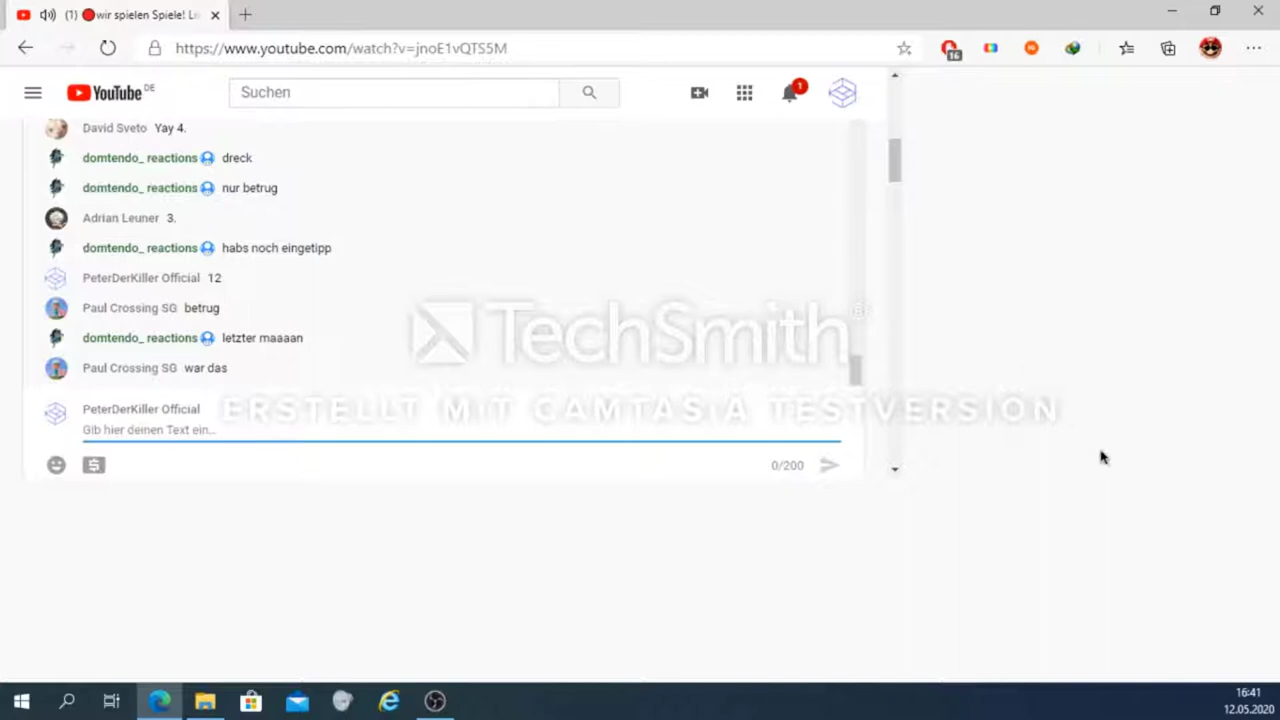 (1) 🔴wir spielen Spiele! Li
https://www.youtube.com/watch?v=jnoE1vQTS5M
16
YouTube DE
Suchen
1
David Sveto Yay 4.
domtendo_ reactions dreck
domtendo_ reactions nur betrug
Adrian Leuner 3.
domtendo_ reactions habs noch eingetipp
PeterDerKiller Official 12
Paul Crossing SG betrug
domtendo_ reactions letzter maaaan
Paul Crossing SG war das
TechSmith
ERSTELLT MIT CAMTASIA TESTVERSION
PeterDerKiller Official
Gib hier deinen Text ein...
0/200
16:41
12.05.2020